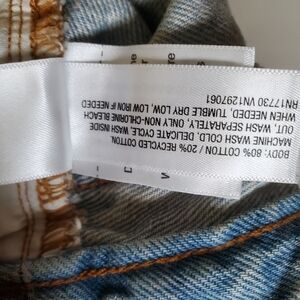 BODY: 80% COTTON / 20% RECYCLED COTTON.
MACHINE WASH COLD, DELICATE CYCLE, WASH INSIDE
OUT, WASH SEPARATELY, ONLY NON-CHLORINE BLEACH
WHEN NEEDED, TUMBLE DRY LOW, LOW IRON IF NEEDED
RN17730 VN1297061